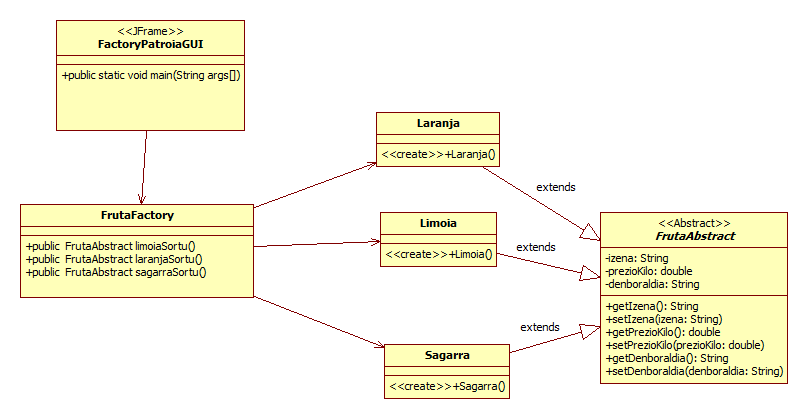 <<JFrame>>
FactoryPatroiaGUI
+public static void main(String args[])
FrutaFactory
+public FrutaAbstract limoiaSortu()
+public FrutaAbstract laranjaSortu()
+public FrutaAbstract sagarraSortu()
Laranja
<<create>>+Laranja()
Limoia
<<create>>+Limoia()
Sagarra
<<create>>+Sagarra()
extends
extends
extends
<<Abstract>>
FrutaAbstract
-izena: String
-prezioKilo: double
-denboraldia: String
+getIzena(): String
+setIzena(izena: String)
+getPrezioKilo(): double
+setPrezioKilo(prezioKilo: double)
+getDenboraldia(): String
+setDenboraldia(denboraldia: String)